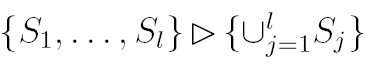 {S_1, . . . , S_l} ▷ {∪_{j=1}^{l} S_j}